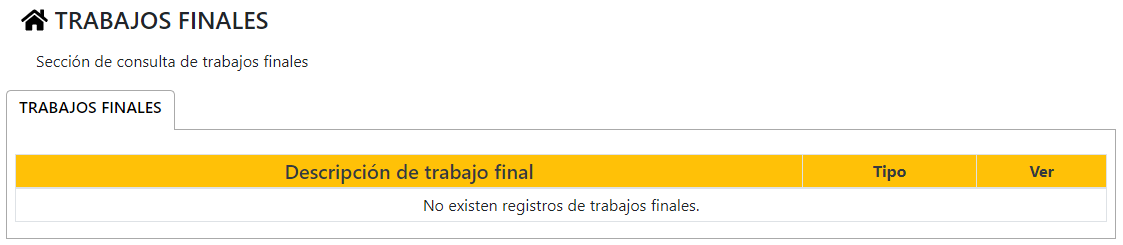 TRABAJOS FINALES
Sección de consulta de trabajos finales
TRABAJOS FINALES
Descripción de trabajo final Tipo Ver
No existen registros de trabajos finales.